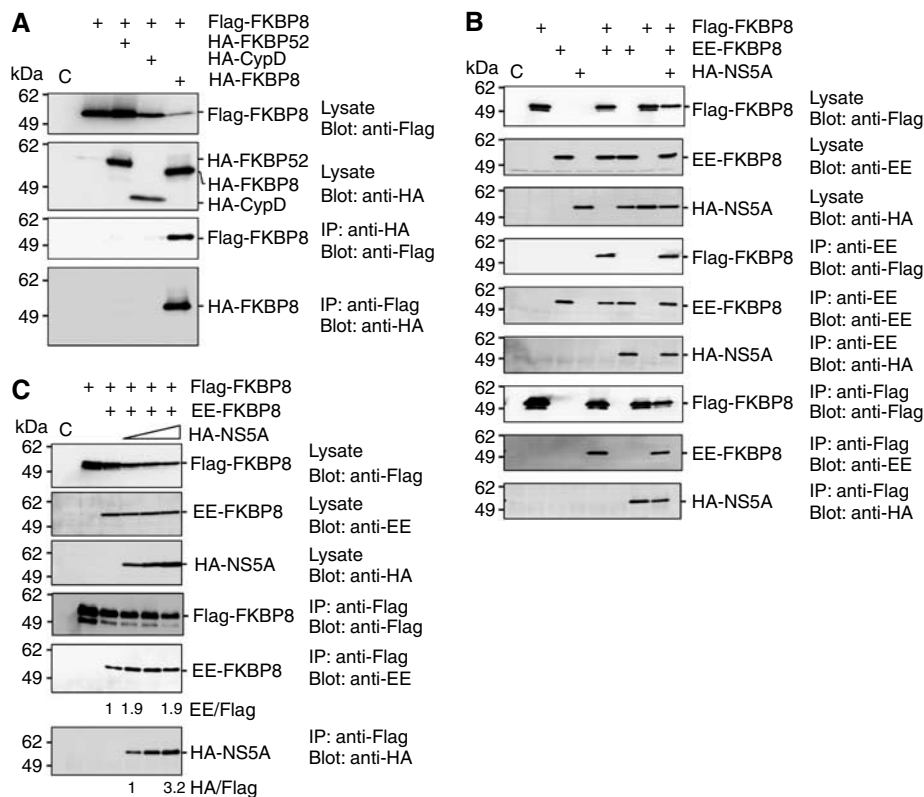 A
+ + + + Flag-FKBP8
+ HA-FKBP52
+ HA-CypD
kDa C + HA-FKBP8
62
49
Flag-FKBP8
Lysate
Blot: anti-Flag
62
49
HA-FKBP52
HA-FKBP8
HA-CypD
Lysate
Blot: anti-HA
62
49
Flag-FKBP8
IP: anti-HA
Blot: anti-Flag
62
49
HA-FKBP8
IP: anti-Flag
Blot: anti-HA
B
+ + + + Flag-FKBP8
+ + + + EE-FKBP8
kDa C + + + + HA-NS5A
62
49
Flag-FKBP8
Lysate
Blot: anti-Flag
62
49
EE-FKBP8
Lysate
Blot: anti-EE
62
49
HA-NS5A
Lysate
Blot: anti-HA
62
49
Flag-FKBP8
IP: anti-EE
Blot: anti-Flag
62
49
EE-FKBP8
IP: anti-EE
Blot: anti-EE
62
49
HA-NS5A
IP: anti-EE
Blot: anti-HA
62
49
Flag-FKBP8
IP: anti-Flag
Blot: anti-Flag
62
49
EE-FKBP8
IP: anti-Flag
Blot: anti-EE
62
49
HA-NS5A
IP: anti-Flag
Blot: anti-HA
C
+ + + + + Flag-FKBP8
+ + + + EE-FKBP8
kDa C HA-NS5A
62
49
Flag-FKBP8
Lysate
Blot: anti-Flag
62
49
EE-FKBP8
Lysate
Blot: anti-EE
62
49
HA-NS5A
Lysate
Blot: anti-HA
62
49
Flag-FKBP8
IP: anti-Flag
Blot: anti-Flag
62
49
EE-FKBP8
IP: anti-Flag
Blot: anti-EE
1 1.9 1.9 EE/Flag
62
49
HA-NS5A
IP: anti-Flag
Blot: anti-HA
1 3.2 HA/Flag